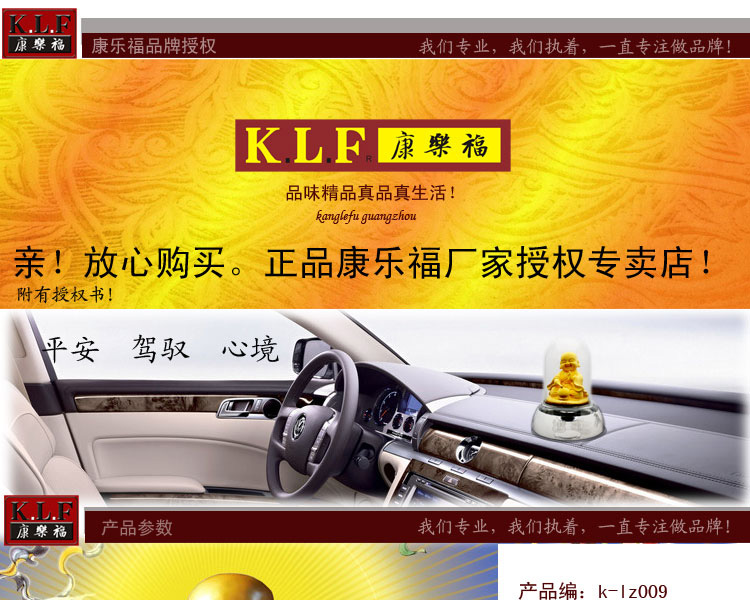 K.L.F
康樂福
康乐福品牌授权
我们专业，我们执着，一直专注做品牌！
K.L.F® 康樂福
品味精品真品真生活！
kanglefu guangzhou
亲！放心购买。正品康乐福厂家授权专卖店！
附有授权书！
平安 驾驭 心境
K.L.F
康樂福
产品参数
我们专业，我们执着，一直专注做品牌！
产品编：k-lz009